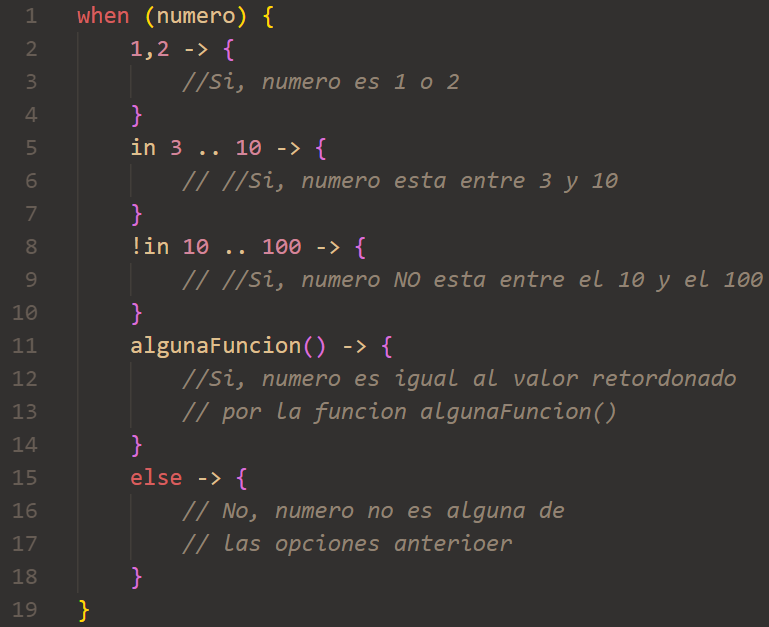 1 when (numero) {
2 1,2 -> {
3 //Si, numero es 1 o 2
4 }
5 in 3 .. 10 -> {
6 // //Si, numero esta entre 3 y 10
7 }
8 !in 10 .. 100 -> {
9 // //Si, numero NO esta entre el 10 y el 100
10 }
11 algunaFuncion() -> {
12 //Si, numero es igual al valor retordonado
13 // por la funcion algunaFuncion()
14 }
15 else -> {
16 // No, numero no es alguna de
17 // las opciones anterioer
18 }
19 }